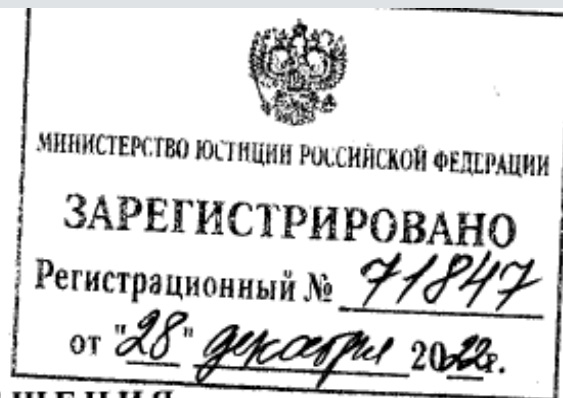 МИНИСТЕРСТВО ЮСТИЦИИ РОССИЙСКОЙ ФЕДЕРАЦИИ
ЗАРЕГИСТРИРОВАНО
Регистрационный № 71847
от "28" декабря 2022г.